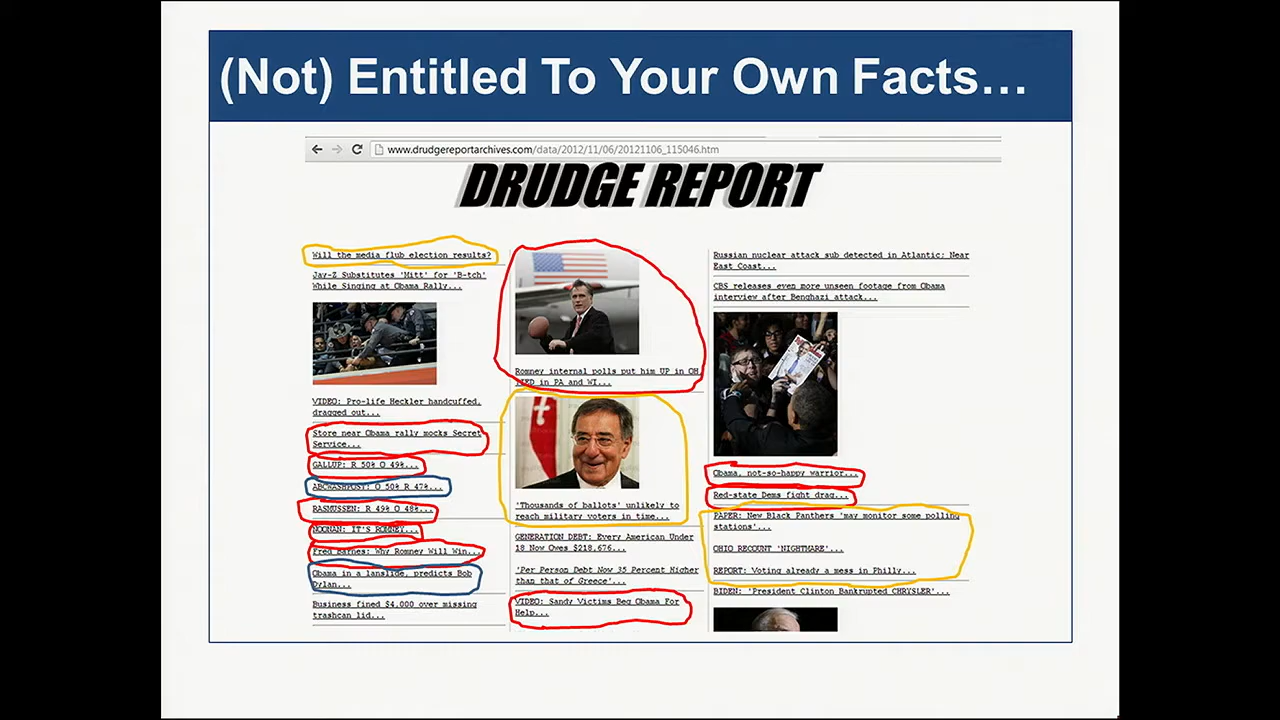 (Not) Entitled To Your Own Facts…
www.drudgereportarchives.com/data/2012/11/06/20121106_115046.htm
DRUDGE REPORT
Will the media flub election results?
Jay-Z Substitutes 'Mitt' for 'B-tch'
While Singing at Obama Rally...
VIDEO: Pro-life Heckler handcuffed,
dragged out...
Store near Obama rally mocks Secret
Service...
GALLUP: R 50% O 49%...
ABCWASHPOST: O 50% R 47%...
RASMUSSEN: R 49% O 48%...
NOONAN: IT'S ROMNEY...
Fred Barnes: Why Romney Will Win...
Obama in a lanslide, predicts Bob
Dylan...
Business fined $4,000 over missing
trashcan lid...
Romney internal polls put him UP in OH
TIED in PA and WI...
'Thousands of ballots' unlikely to
reach military voters in time...
GENERATION DEBT: Every American Under
18 Now Owes $218,676...
'Per Person Debt Now 35 Percent Higher
than that of Greece'...
VIDEO: Sandy Victims Beg Obama For
Help...
Russian nuclear attack sub detected in Atlantic; Near
East Coast...
CBS releases even more unseen footage from Obama
interview after Benghazi attack...
Obama, not-so-happy warrior...
Red-state Dems fight drag...
PAPER: New Black Panthers 'may monitor some polling
stations'...
OHIO RECOUNT 'NIGHTMARE'...
REPORT: Voting already a mess in Philly...
BIDEN: 'President Clinton Bankrupted CHRYSLER'...